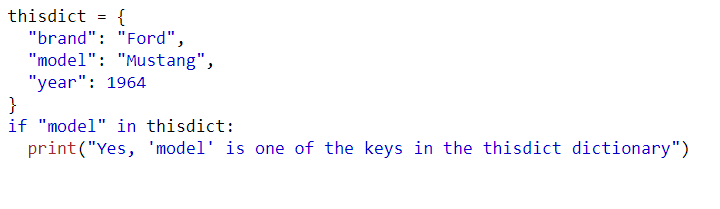 thisdict = {
  "brand": "Ford",
  "model": "Mustang",
  "year": 1964
}
if "model" in thisdict:
  print("Yes, 'model' is one of the keys in the thisdict dictionary")